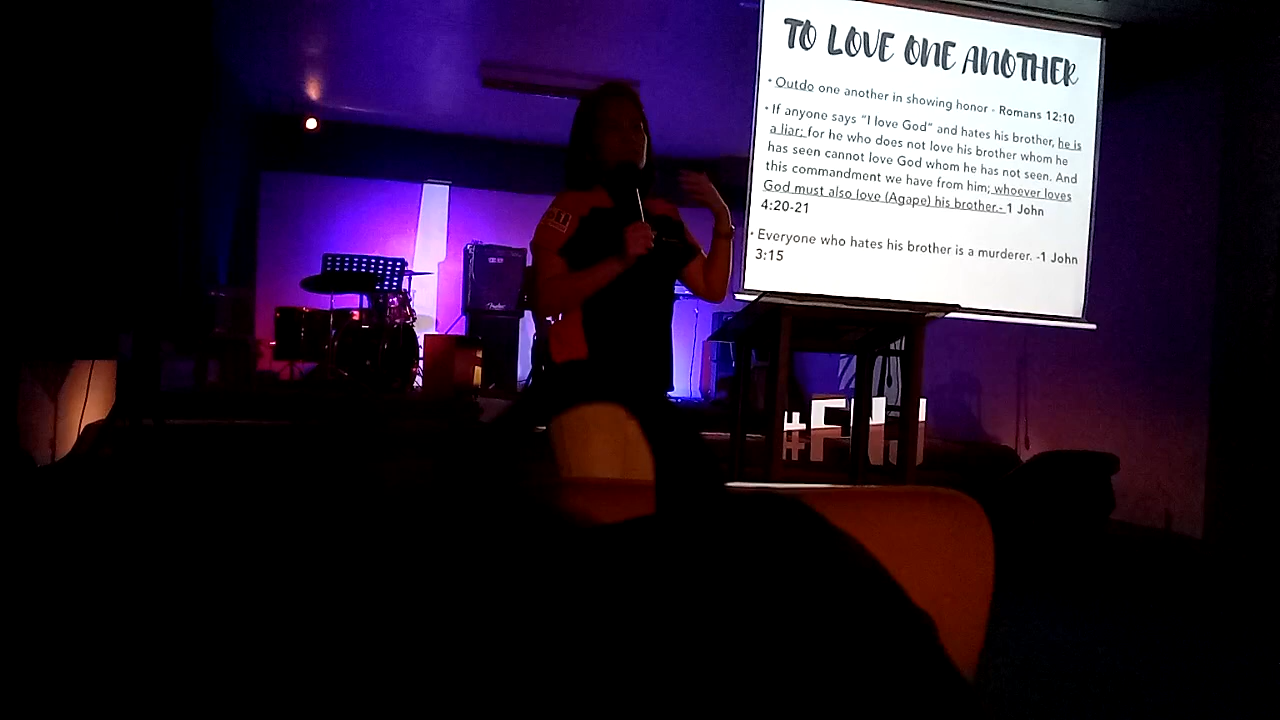 TO LOVE ONE ANOTHER
• Outdo one another in showing honor - Romans 12:10
• If anyone says "I love God" and hates his brother, he is
a liar; for he who does not love his brother whom he
has seen cannot love God whom he has not seen. And
this commandment we have from him; whoever loves
God must also love (Agape) his brother.- 1 John
4:20-21
• Everyone who hates his brother is a murderer. -1 John
3:15
Fender